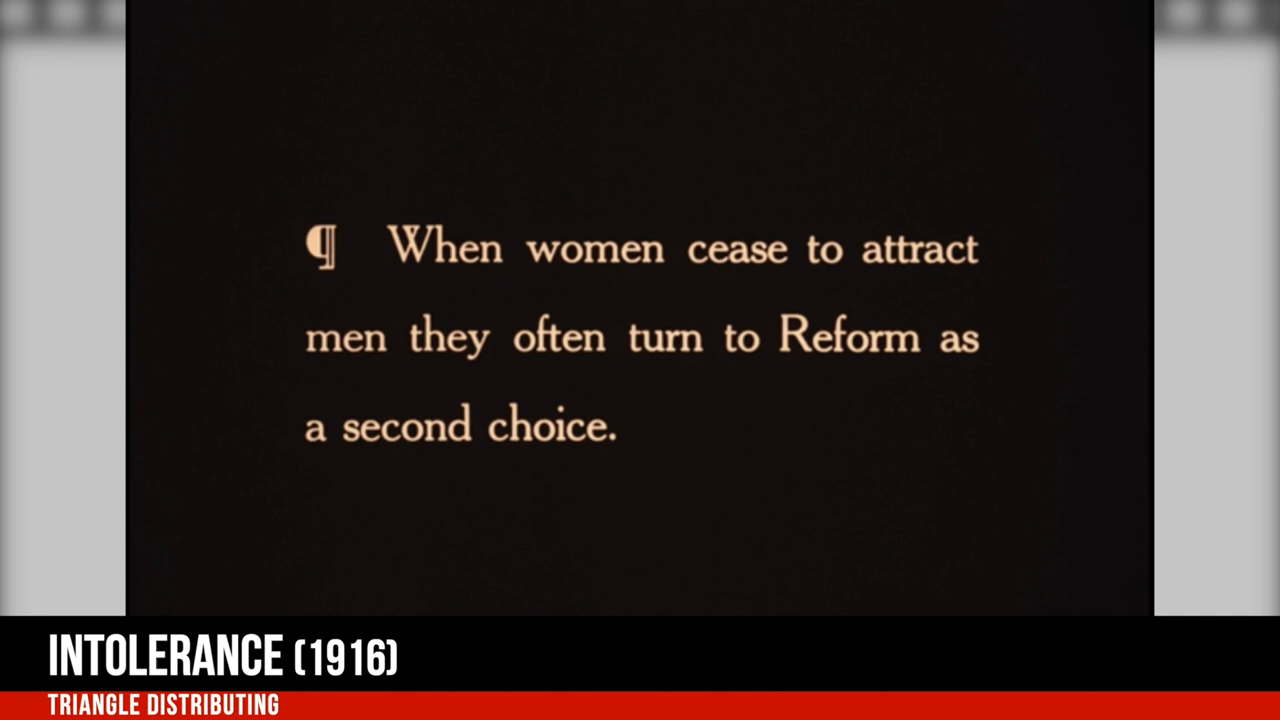 ¶ When women cease to attract
men they often turn to Reform as
a second choice.
INTOLERANCE (1916)
TRIANGLE DISTRIBUTING